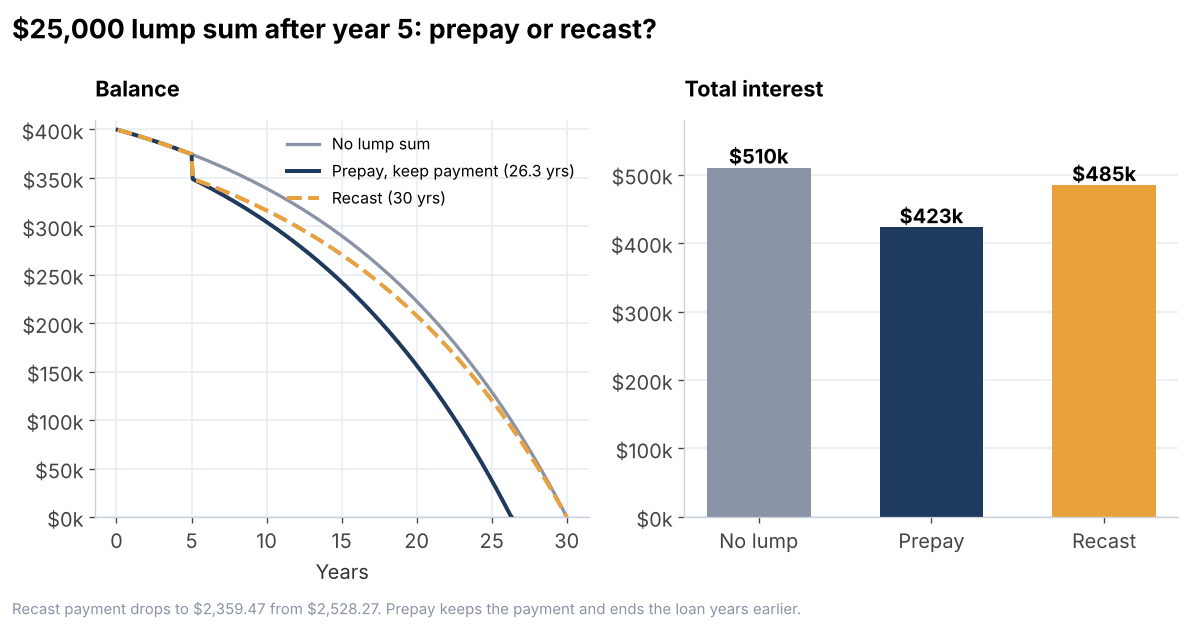 $25,000 lump sum after year 5: prepay or recast?
Balance
$400k
$350k
$300k
$250k
$200k
$150k
$100k
$50k
$0k
0 5 10 15 20 25 30
Years
No lump sum
Prepay, keep payment (26.3 yrs)
Recast (30 yrs)
Total interest
$500k
$400k
$300k
$200k
$100k
$0k
$510k
$423k
$485k
No lump Prepay Recast
Recast payment drops to $2,359.47 from $2,528.27. Prepay keeps the payment and ends the loan years earlier.